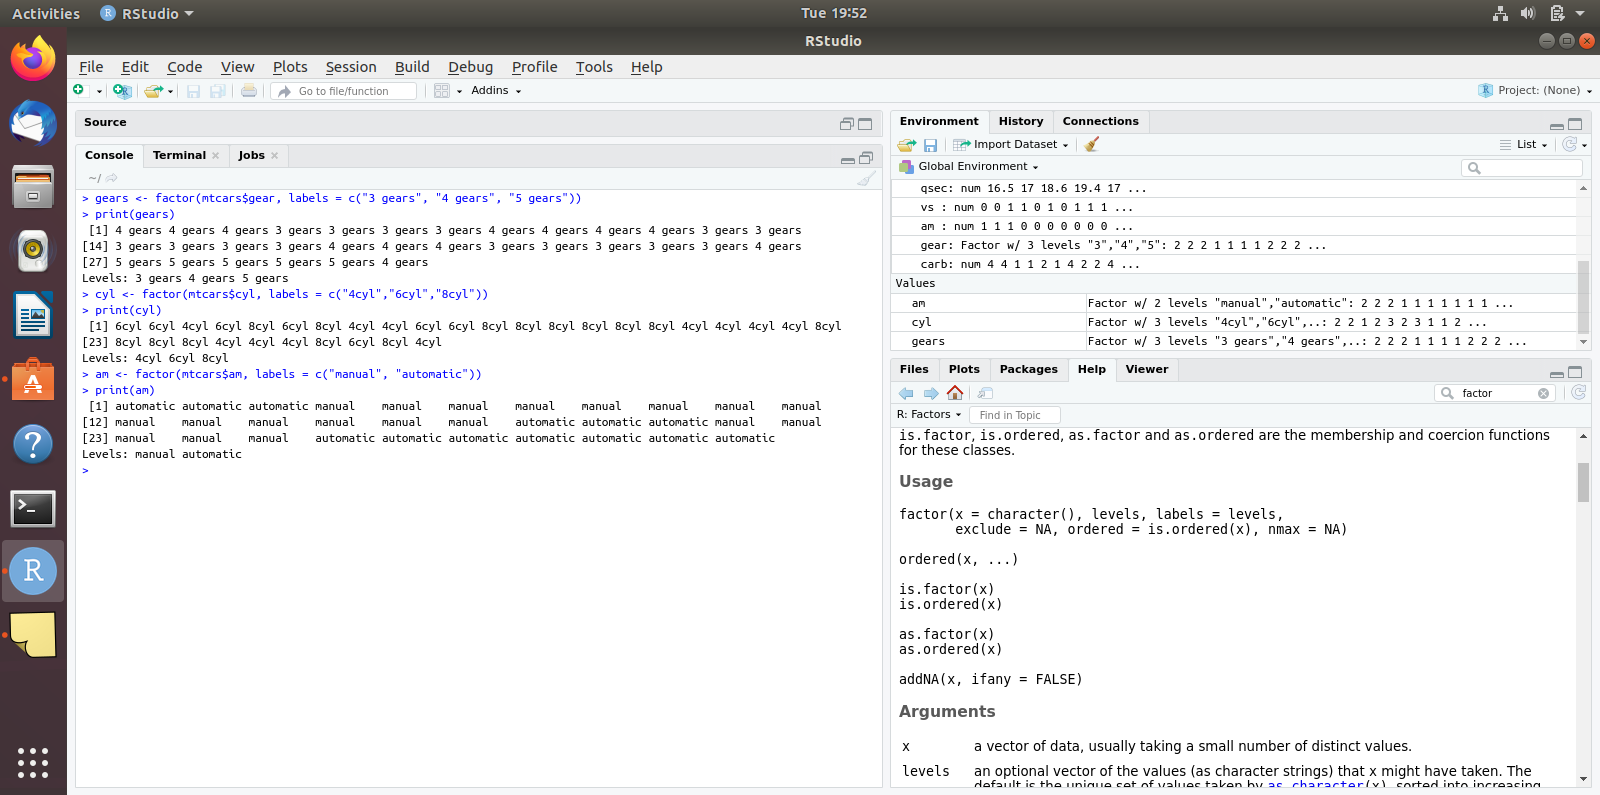 Activities
RStudio
Tue 19:52
RStudio
File Edit Code View Plots Session Build Debug Profile Tools Help
Go to file/function
Addins
Project: (None)
Source
Console Terminal Jobs
~/
> gears <- factor(mtcars$gear, labels = c("3 gears", "4 gears", "5 gears"))
> print(gears)
[1] 4 gears 4 gears 4 gears 3 gears 3 gears 3 gears 3 gears 4 gears 4 gears 4 gears 4 gears 3 gears 3 gears
[14] 3 gears 3 gears 3 gears 3 gears 4 gears 4 gears 4 gears 3 gears 3 gears 3 gears 3 gears 3 gears 4 gears
[27] 5 gears 5 gears 5 gears 5 gears 5 gears 4 gears
Levels: 3 gears 4 gears 5 gears
> cyl <- factor(mtcars$cyl, labels = c("4cyl","6cyl","8cyl"))
> print(cyl)
[1] 6cyl 6cyl 4cyl 6cyl 8cyl 6cyl 8cyl 4cyl 4cyl 6cyl 6cyl 8cyl 8cyl 8cyl 8cyl 8cyl 8cyl 4cyl 4cyl 4cyl 4cyl 8cyl
[23] 8cyl 8cyl 8cyl 4cyl 4cyl 4cyl 8cyl 6cyl 8cyl 4cyl
Levels: 4cyl 6cyl 8cyl
> am <- factor(mtcars$am, labels = c("manual", "automatic"))
> print(am)
[1] automatic automatic automatic manual manual manual manual manual manual manual manual
[12] manual manual manual manual manual manual automatic automatic automatic manual manual
[23] manual manual manual automatic automatic automatic automatic automatic automatic automatic
Levels: manual automatic
>
Environment History Connections
Import Dataset
List
Global Environment
qsec: num 16.5 17 18.6 19.4 17 ...
vs : num 0 0 1 1 0 1 0 1 1 1 ...
am : num 1 1 1 0 0 0 0 0 0 0 ...
gear: Factor w/ 3 levels "3","4","5": 2 2 2 1 1 1 1 2 2 2 ...
carb: num 4 4 1 1 2 1 4 2 2 4 ...
Values
am Factor w/ 2 levels "manual","automatic": 2 2 2 1 1 1 1 1 1 1 ...
cyl Factor w/ 3 levels "4cyl","6cyl",..: 2 2 1 2 3 2 3 1 1 2 ...
gears Factor w/ 3 levels "3 gears","4 gears",..: 2 2 2 1 1 1 1 2 2 2 ...
Files Plots Packages Help Viewer
factor
R: Factors
Find in Topic
is.factor, is.ordered, as.factor and as.ordered are the membership and coercion functions
for these classes.
Usage
factor(x = character(), levels, labels = levels,
exclude = NA, ordered = is.ordered(x), nmax = NA)
ordered(x, ...)
is.factor(x)
is.ordered(x)
as.factor(x)
as.ordered(x)
addNA(x, ifany = FALSE)
Arguments
x a vector of data, usually taking a small number of distinct values.
levels an optional vector of the values (as character strings) that x might have taken. The
default is the unique set of values taken by as.character(x), sorted into increasing